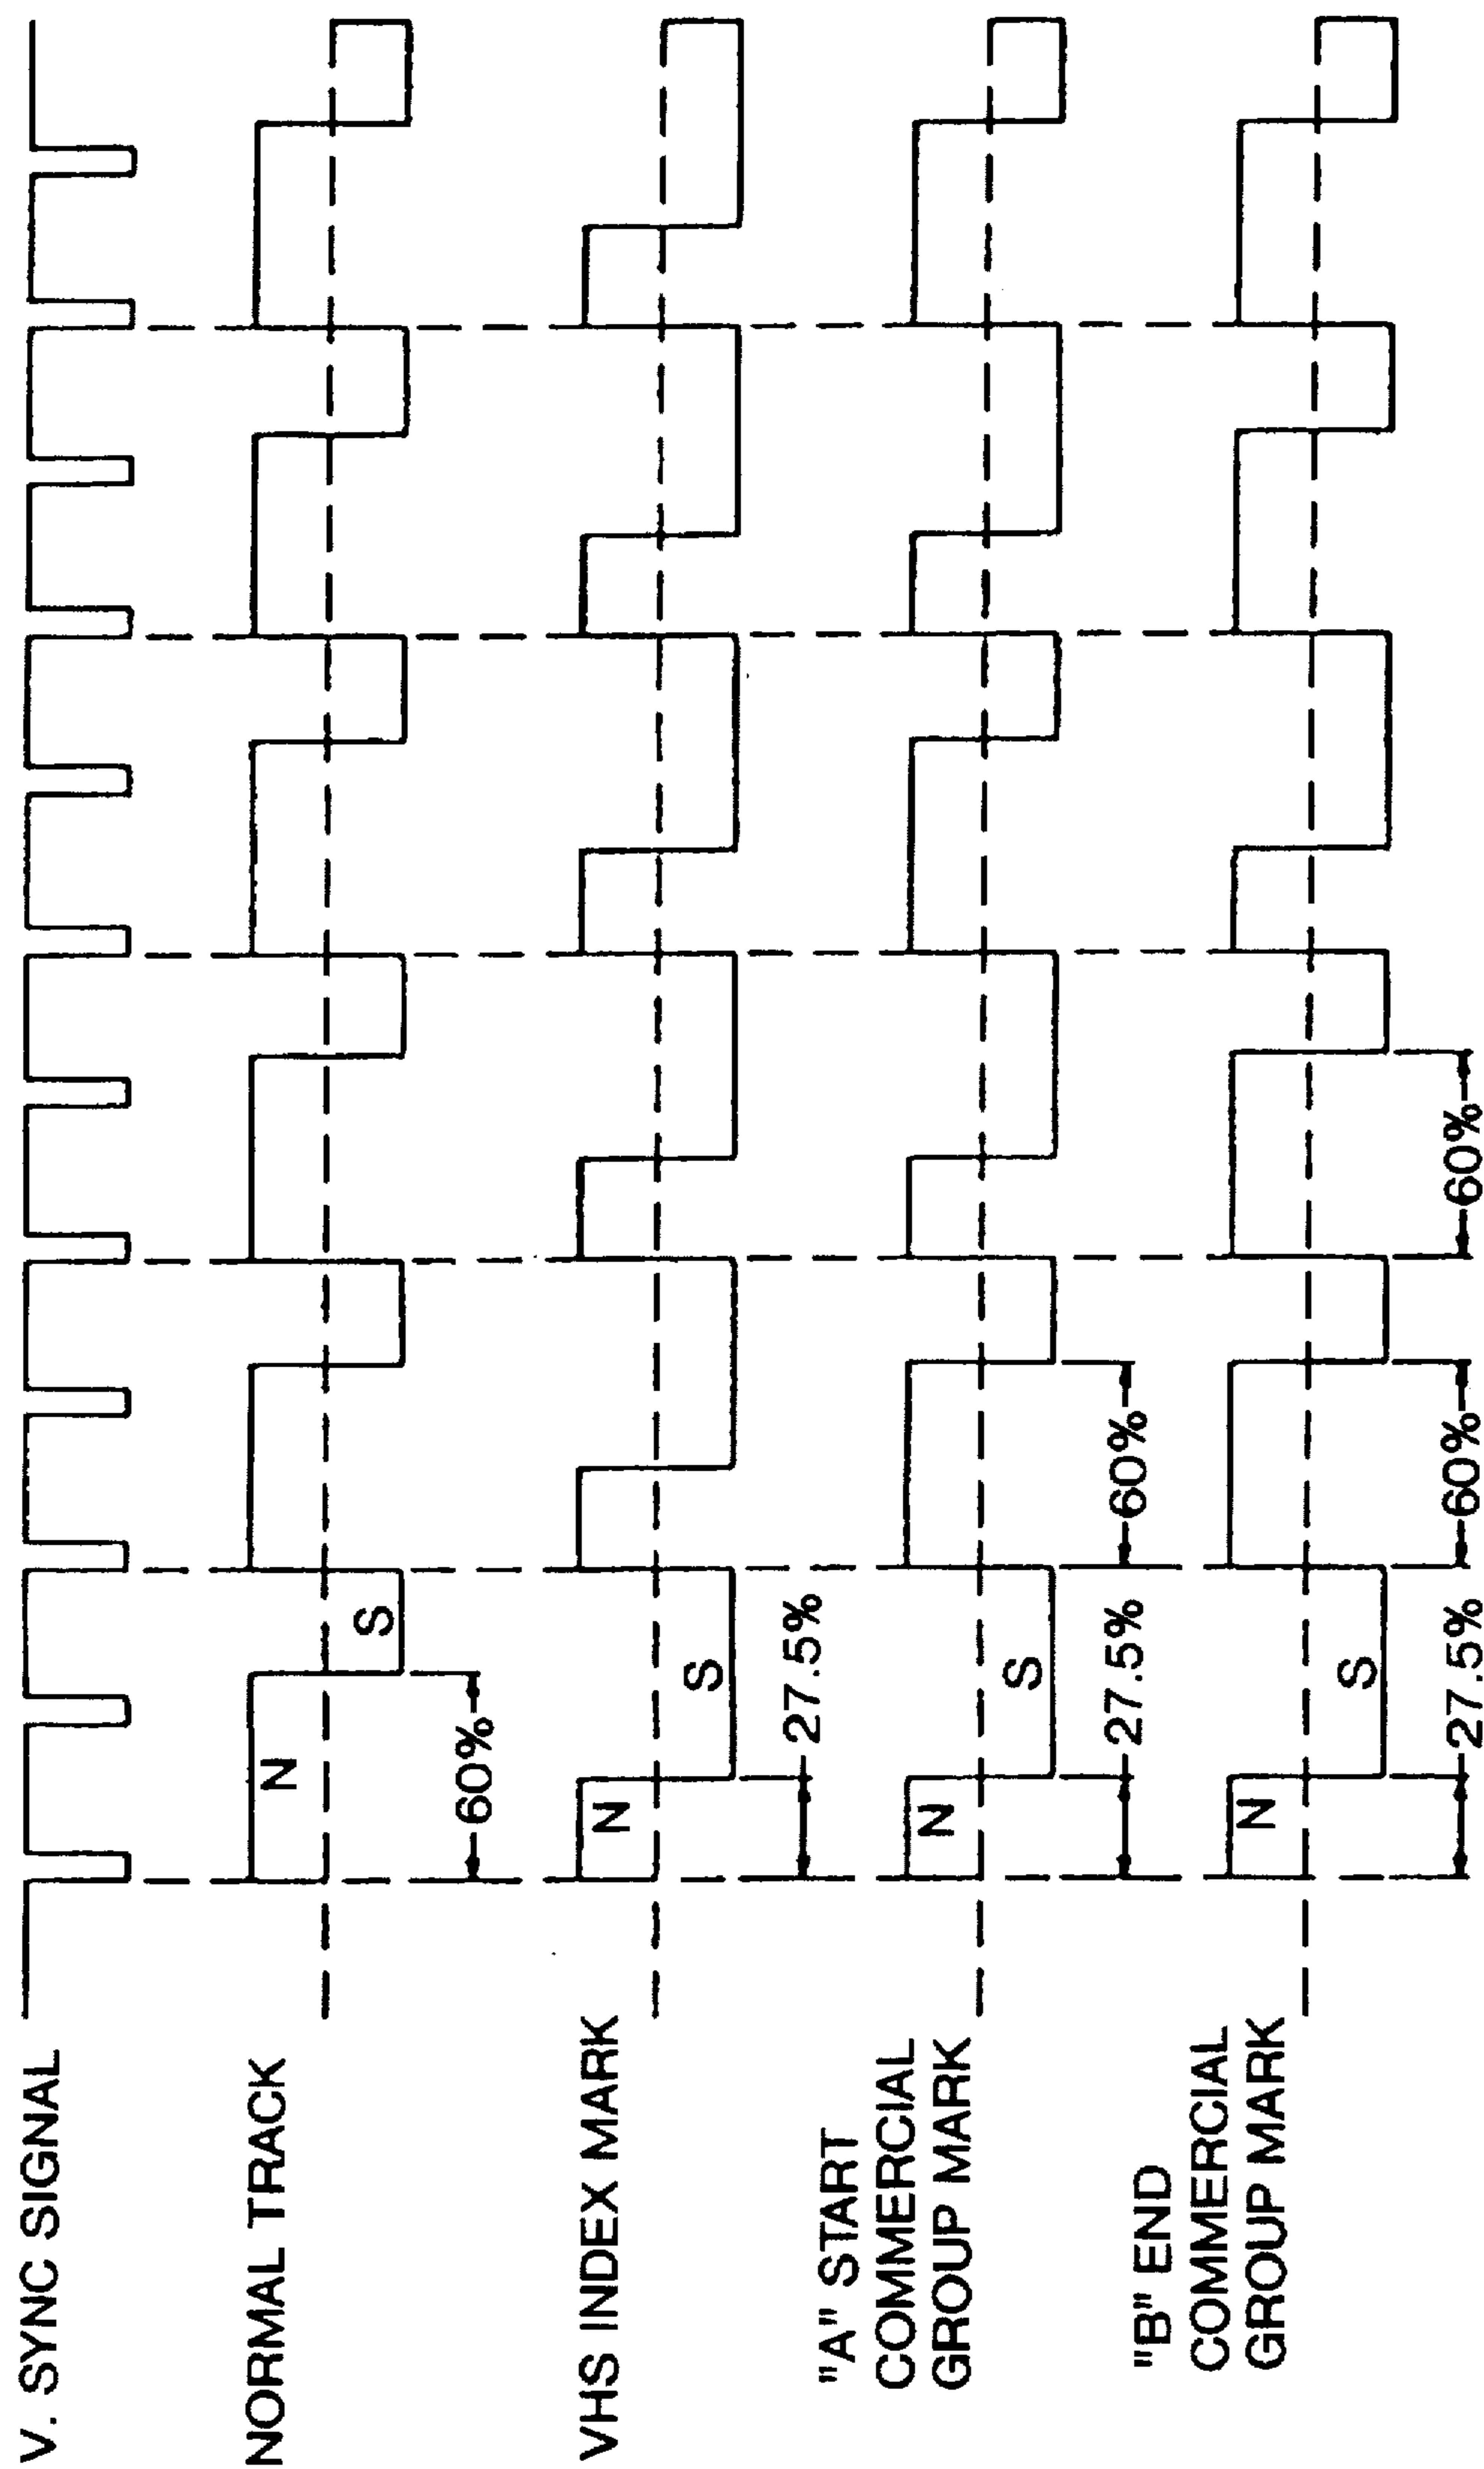 V. SYNC SIGNAL
NORMAL TRACK
N
S
60%
VHS INDEX MARK
N
S
27.5%
"A" START
COMMERCIAL
GROUP MARK
N
S
27.5%
60%
"B" END
COMMERCIAL
GROUP MARK
N
S
27.5%
60%
60%